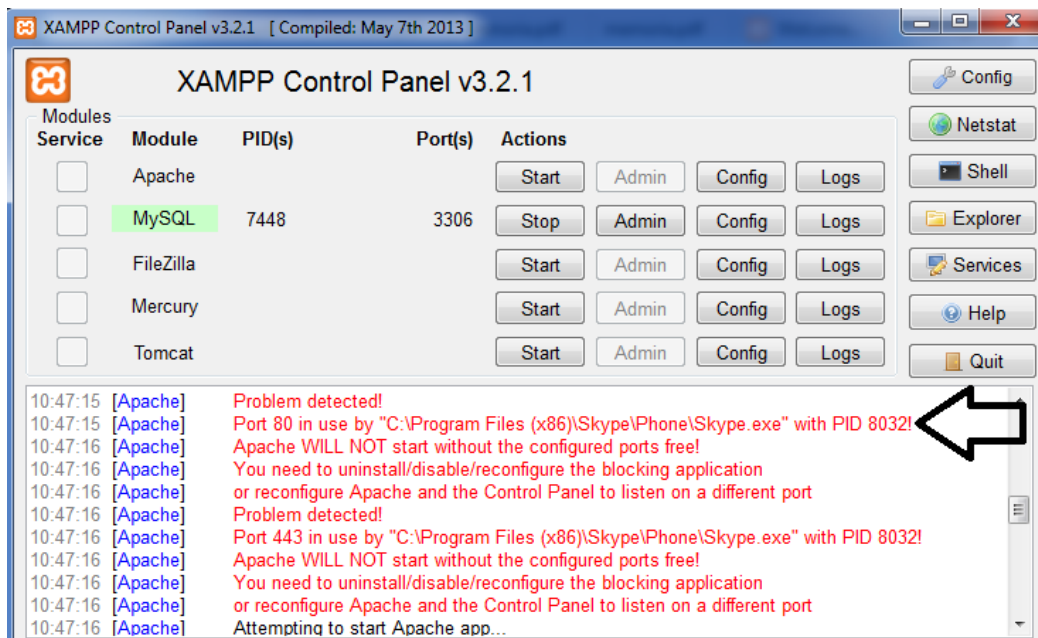 XAMPP Control Panel v3.2.1 [ Compiled: May 7th 2013 ]
XAMPP Control Panel v3.2.1
Config
Modules
Service Module PID(s) Port(s) Actions
Netstat
Apache Start Admin Config Logs
Shell
MySQL 7448 3306 Stop Admin Config Logs
Explorer
FileZilla Start Admin Config Logs
Services
Mercury Start Admin Config Logs
Help
Tomcat Start Admin Config Logs
Quit
10:47:15 [Apache] Problem detected!
10:47:15 [Apache] Port 80 in use by "C:\Program Files (x86)\Skype\Phone\Skype.exe" with PID 8032!
10:47:16 [Apache] Apache WILL NOT start without the configured ports free!
10:47:16 [Apache] You need to uninstall/disable/reconfigure the blocking application
10:47:16 [Apache] or reconfigure Apache and the Control Panel to listen on a different port
10:47:16 [Apache] Problem detected!
10:47:16 [Apache] Port 443 in use by "C:\Program Files (x86)\Skype\Phone\Skype.exe" with PID 8032!
10:47:16 [Apache] Apache WILL NOT start without the configured ports free!
10:47:16 [Apache] You need to uninstall/disable/reconfigure the blocking application
10:47:16 [Apache] or reconfigure Apache and the Control Panel to listen on a different port
10:47:16 [Apache] Attempting to start Apache app...